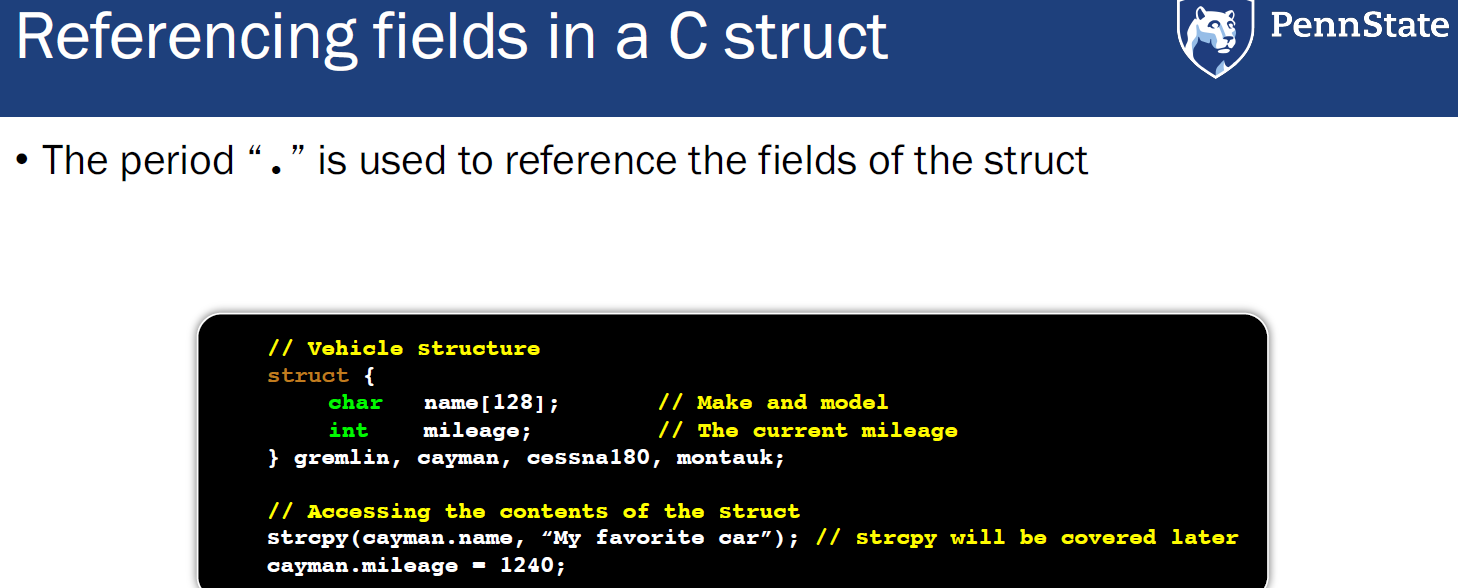 Referencing fields in a C struct
PennState
• The period “.” is used to reference the fields of the struct
// Vehicle structure
struct {
char name[128]; // Make and model
int mileage; // The current mileage
} gremlin, cayman, cessna180, montauk;
// Accessing the contents of the struct
strcpy(cayman.name, “My favorite car”); // strcpy will be covered later
cayman.mileage = 1240;